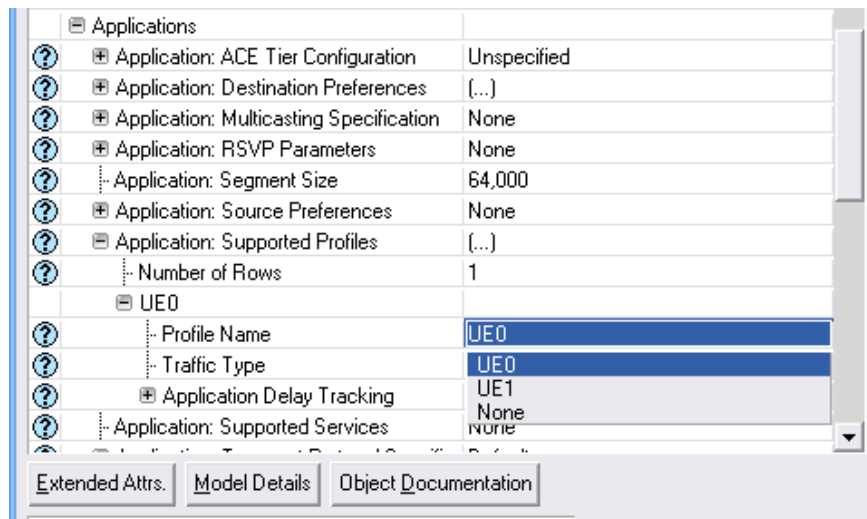 Applications
Application: ACE Tier Configuration Unspecified
Application: Destination Preferences (...)
Application: Multicasting Specification None
Application: RSVP Parameters None
Application: Segment Size 64,000
Application: Source Preferences None
Application: Supported Profiles (...)
Number of Rows 1
UE0
Profile Name UE0
Traffic Type UE0
UE1
Application Delay Tracking
None
Application: Supported Services None
Extended Attrs. Model Details Object Documentation